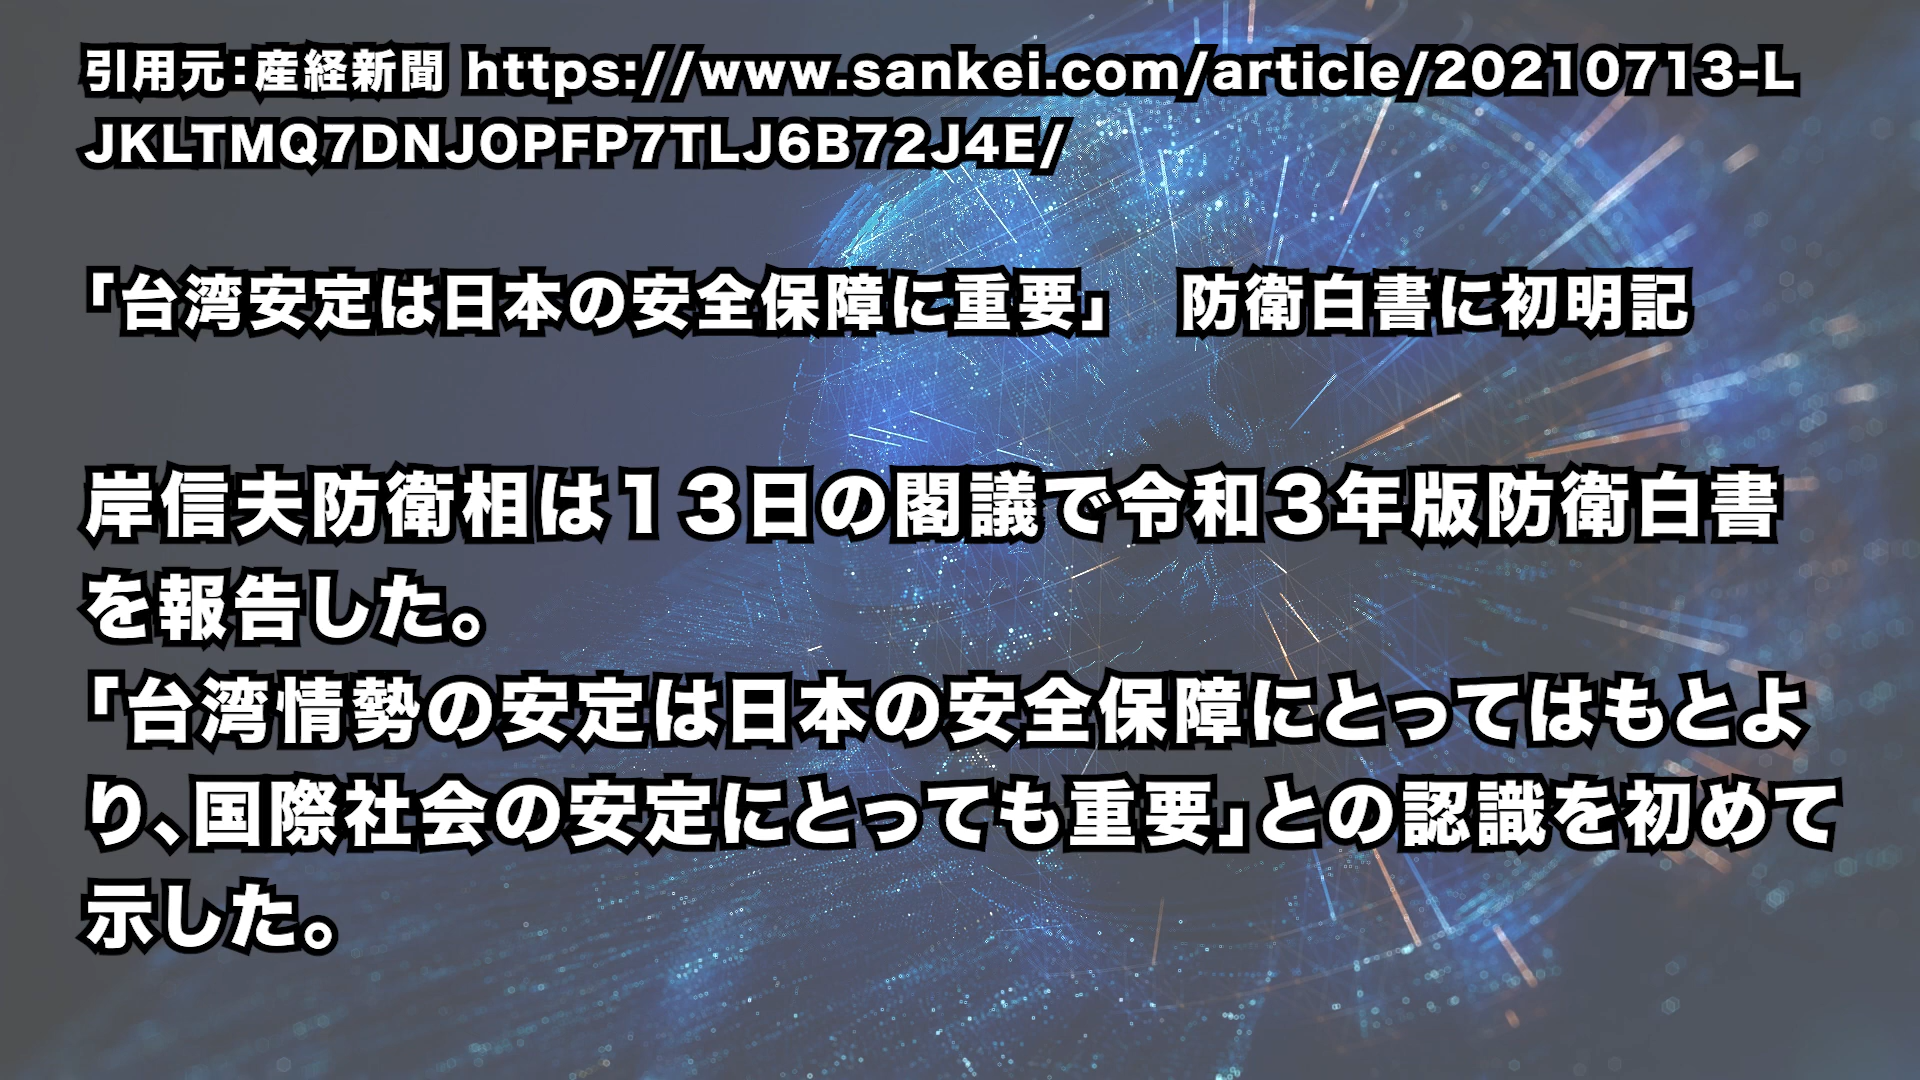 引用元：産経新聞 https://www.sankei.com/article/20210713-L
JKLTMQ7DNJOPFP7TLJ6B72J4E/
「台湾安定は日本の安全保障に重要」　防衛白書に初明記
岸信夫防衛相は１３日の閣議で令和３年版防衛白書
を報告した。
「台湾情勢の安定は日本の安全保障にとってはもとよ
り、国際社会の安定にとっても重要」との認識を初めて
示した。